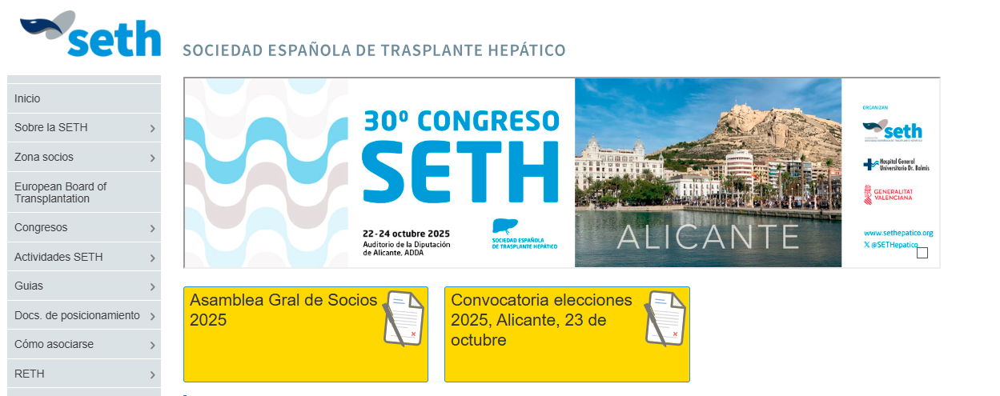 seth
SOCIEDAD ESPAÑOLA DE TRASPLANTE HEPÁTICO
Inicio
Sobre la SETH
Zona socios
European Board of
Transplantation
Congresos
Actividades SETH
Guias
Docs. de posicionamiento
Cómo asociarse
RETH
30º CONGRESO
SETH
22-24 octubre 2025
Auditorio de la Diputación
de Alicante, ADDA
SOCIEDAD ESPAÑOLA
DE TRASPLANTE HEPÁTICO
ALICANTE
ORGANIZAN
seth
Hospital General
Universitario Dr. Balmis
GENERALITAT
VALENCIANA
www.sethepatico.org
X @SETHepatico
Asamblea Gral de Socios
2025
Convocatoria elecciones
2025, Alicante, 23 de
octubre